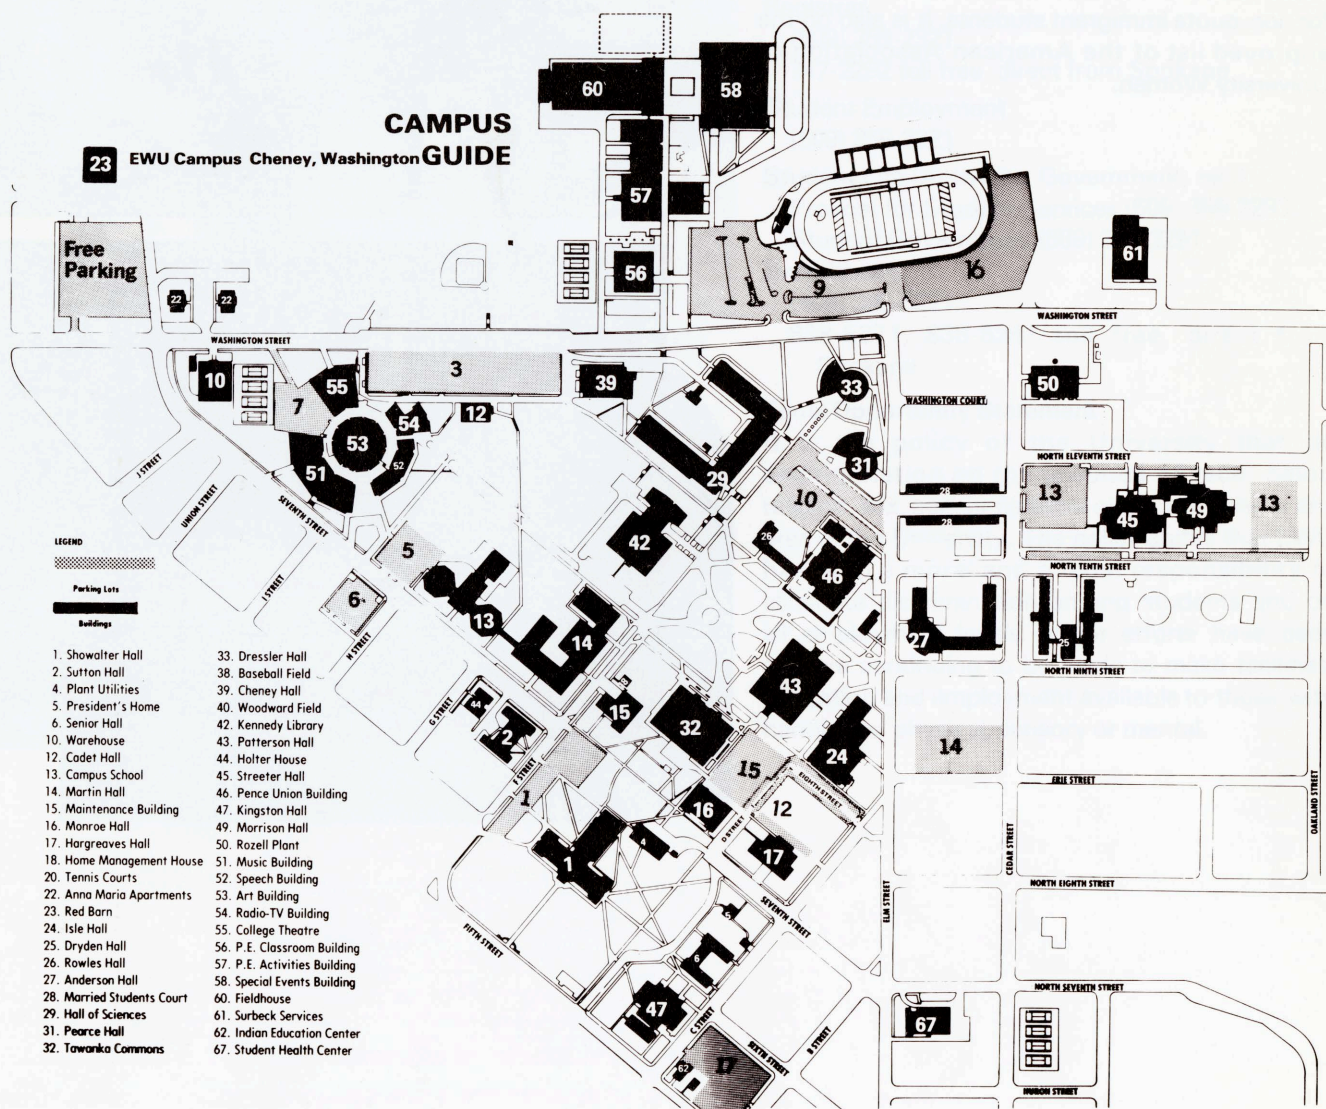 CAMPUS
GUIDE
23 EWU Campus Cheney, Washington
60
58
57
56
61
Free
Parking
22
22
16
9
WASHINGTON STREET
WASHINGTON STREET
10
55
3
39
33
50
7
53
54
12
WASHINGTON COURT
51
52
31
NORTH ELEVENTH STREET
29
10
28
13
45
49
13
J STREET
UNION STREET
SEVENTH STREET
42
26
28
46
NORTH TENTH STREET
5
6
I STREET
H STREET
13
14
27
25
NORTH NINTH STREET
43
G STREET
44
15
2
32
24
14
F STREET
15
EIGHTH STREET
ERIE STREET
1
16
12
D STREET
OAKLAND STREET
CEDAR STREET
1
4
17
NORTH EIGHTH STREET
ELM STREET
SEVENTH STREET
5
FIFTH STREET
6
NORTH SEVENTH STREET
47
C STREET
67
B STREET
SIXTH STREET
62
17
HURON STREET
LEGEND
Parking Lots
Buildings
1. Showalter Hall
2. Sutton Hall
4. Plant Utilities
5. President's Home
6. Senior Hall
10. Warehouse
12. Cadet Hall
13. Campus School
14. Martin Hall
15. Maintenance Building
16. Monroe Hall
17. Hargreaves Hall
18. Home Management House
20. Tennis Courts
22. Anna Maria Apartments
23. Red Barn
24. Isle Hall
25. Dryden Hall
26. Rowles Hall
27. Anderson Hall
28. Married Students Court
29. Hall of Sciences
31. Pearce Hall
32. Tawanka Commons
33. Dressler Hall
38. Baseball Field
39. Cheney Hall
40. Woodward Field
42. Kennedy Library
43. Patterson Hall
44. Holter House
45. Streeter Hall
46. Pence Union Building
47. Kingston Hall
49. Morrison Hall
50. Rozell Plant
51. Music Building
52. Speech Building
53. Art Building
54. Radio-TV Building
55. College Theatre
56. P.E. Classroom Building
57. P.E. Activities Building
58. Special Events Building
60. Fieldhouse
61. Surbeck Services
62. Indian Education Center
67. Student Health Center